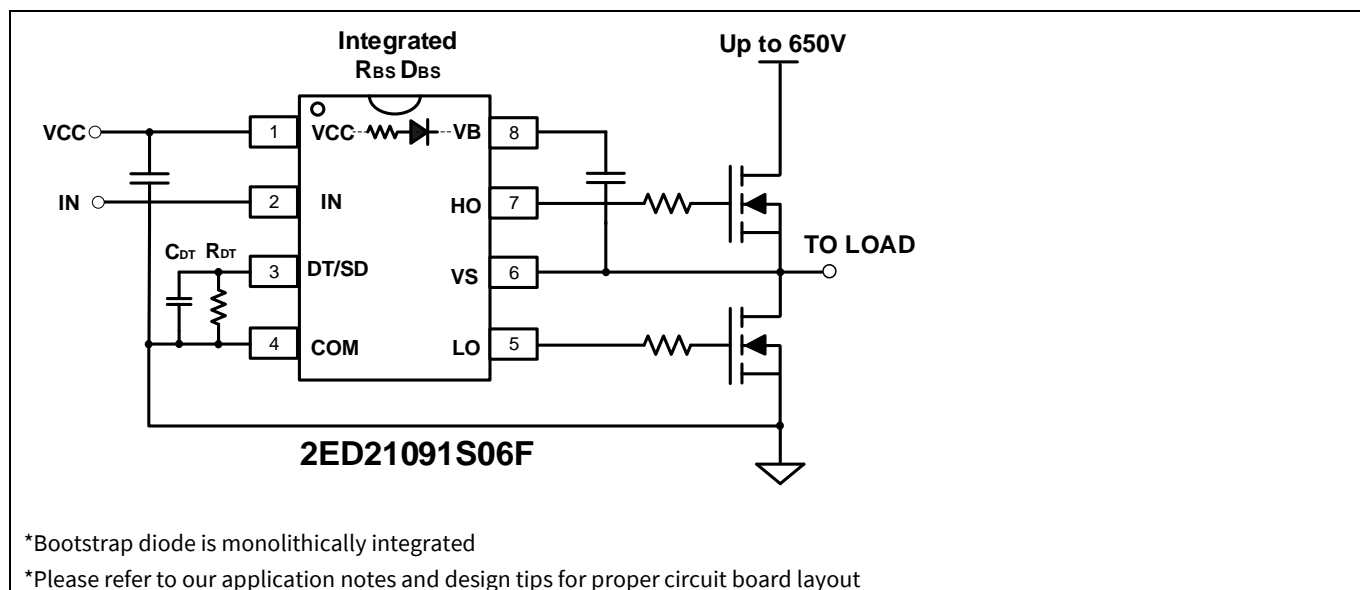 Integrated
RBS DBS
Up to 650V
VCC
1
VCC
VB
8
IN
2
IN
HO
7
CDT RDT
TO LOAD
3
DT/SD
VS
6
4
COM
LO
5
2ED21091S06F
*Bootstrap diode is monolithically integrated
*Please refer to our application notes and design tips for proper circuit board layout